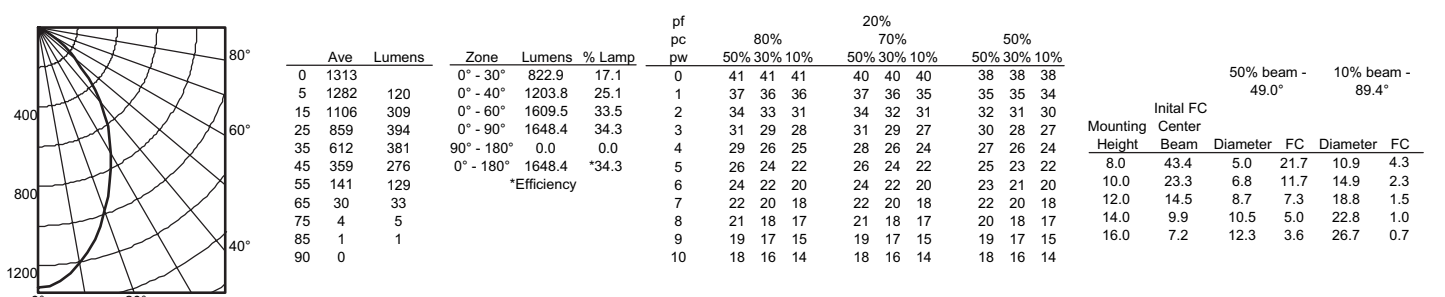 80°
400
60°
800
40°
1200
0°
Ave Lumens
0 1313
5 1282 120
15 1106 309
25 859 394
35 612 381
45 359 276
55 141 129
65 30 33
75 4 5
85 1 1
90 0
Zone Lumens % Lamp
0° - 30° 822.9 17.1
0° - 40° 1203.8 25.1
0° - 60° 1609.5 33.5
0° - 90° 1648.4 34.3
90° - 180° 0.0 0.0
0° - 180° 1648.4 *34.3
*Efficiency
pf 20%
pc 80% 70% 50%
pw 50% 30% 10% 50% 30% 10% 50% 30% 10%
0 41 41 41 40 40 40 38 38 38
1 37 36 36 37 36 35 35 35 34
2 34 33 31 34 32 31 32 31 30
3 31 29 28 31 29 27 30 28 27
4 29 26 25 28 26 24 27 26 24
5 26 24 22 26 24 22 25 23 22
6 24 22 20 24 22 20 23 21 20
7 22 20 18 22 20 18 22 20 18
8 21 18 17 21 18 17 20 18 17
9 19 17 15 19 17 15 19 17 15
10 18 16 14 18 16 14 18 16 14
50% beam - 10% beam -
49.0° 89.4°
Inital FC
Mounting Center
Height Beam Diameter FC Diameter FC
8.0 43.4 5.0 21.7 10.9 4.3
10.0 23.3 6.8 11.7 14.9 2.3
12.0 14.5 8.7 7.3 18.8 1.5
14.0 9.9 10.5 5.0 22.8 1.0
16.0 7.2 12.3 3.6 26.7 0.7